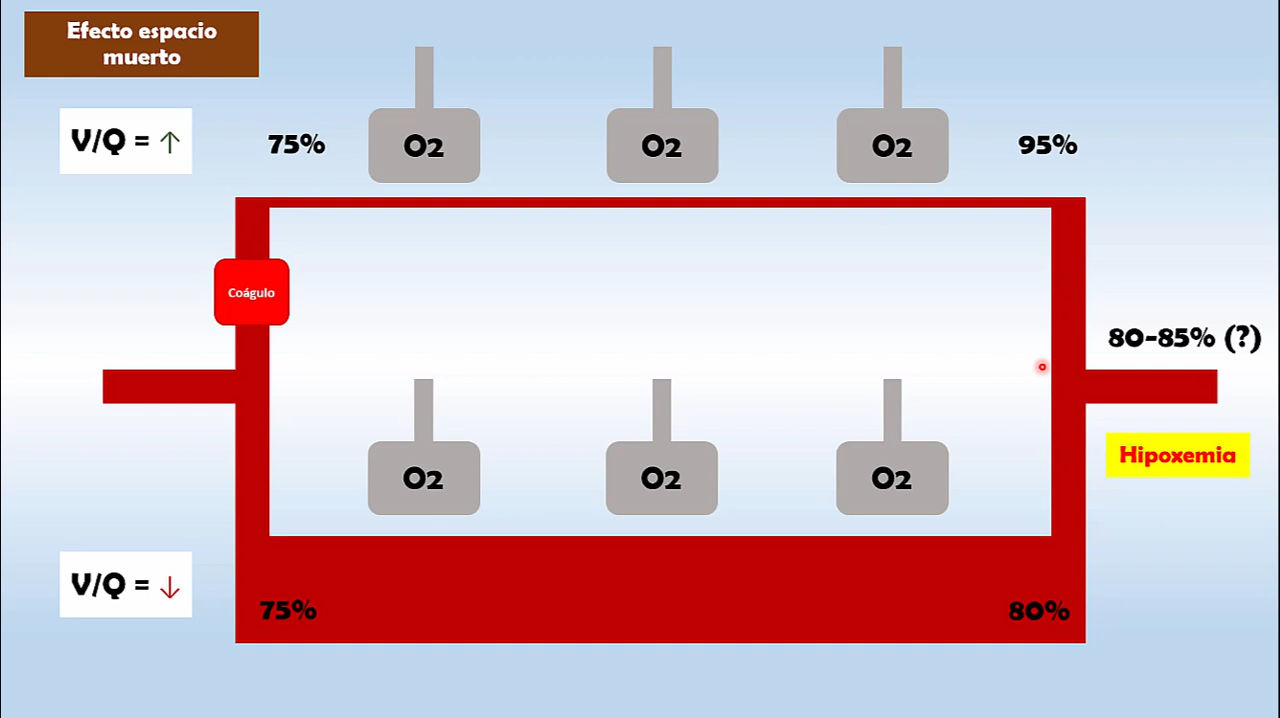 Efecto espacio
muerto
V/Q = ↑
75%
O2
O2
O2
95%
Coágulo
80-85% (?)
O2
O2
O2
Hipoxemia
V/Q = ↓
75%
80%